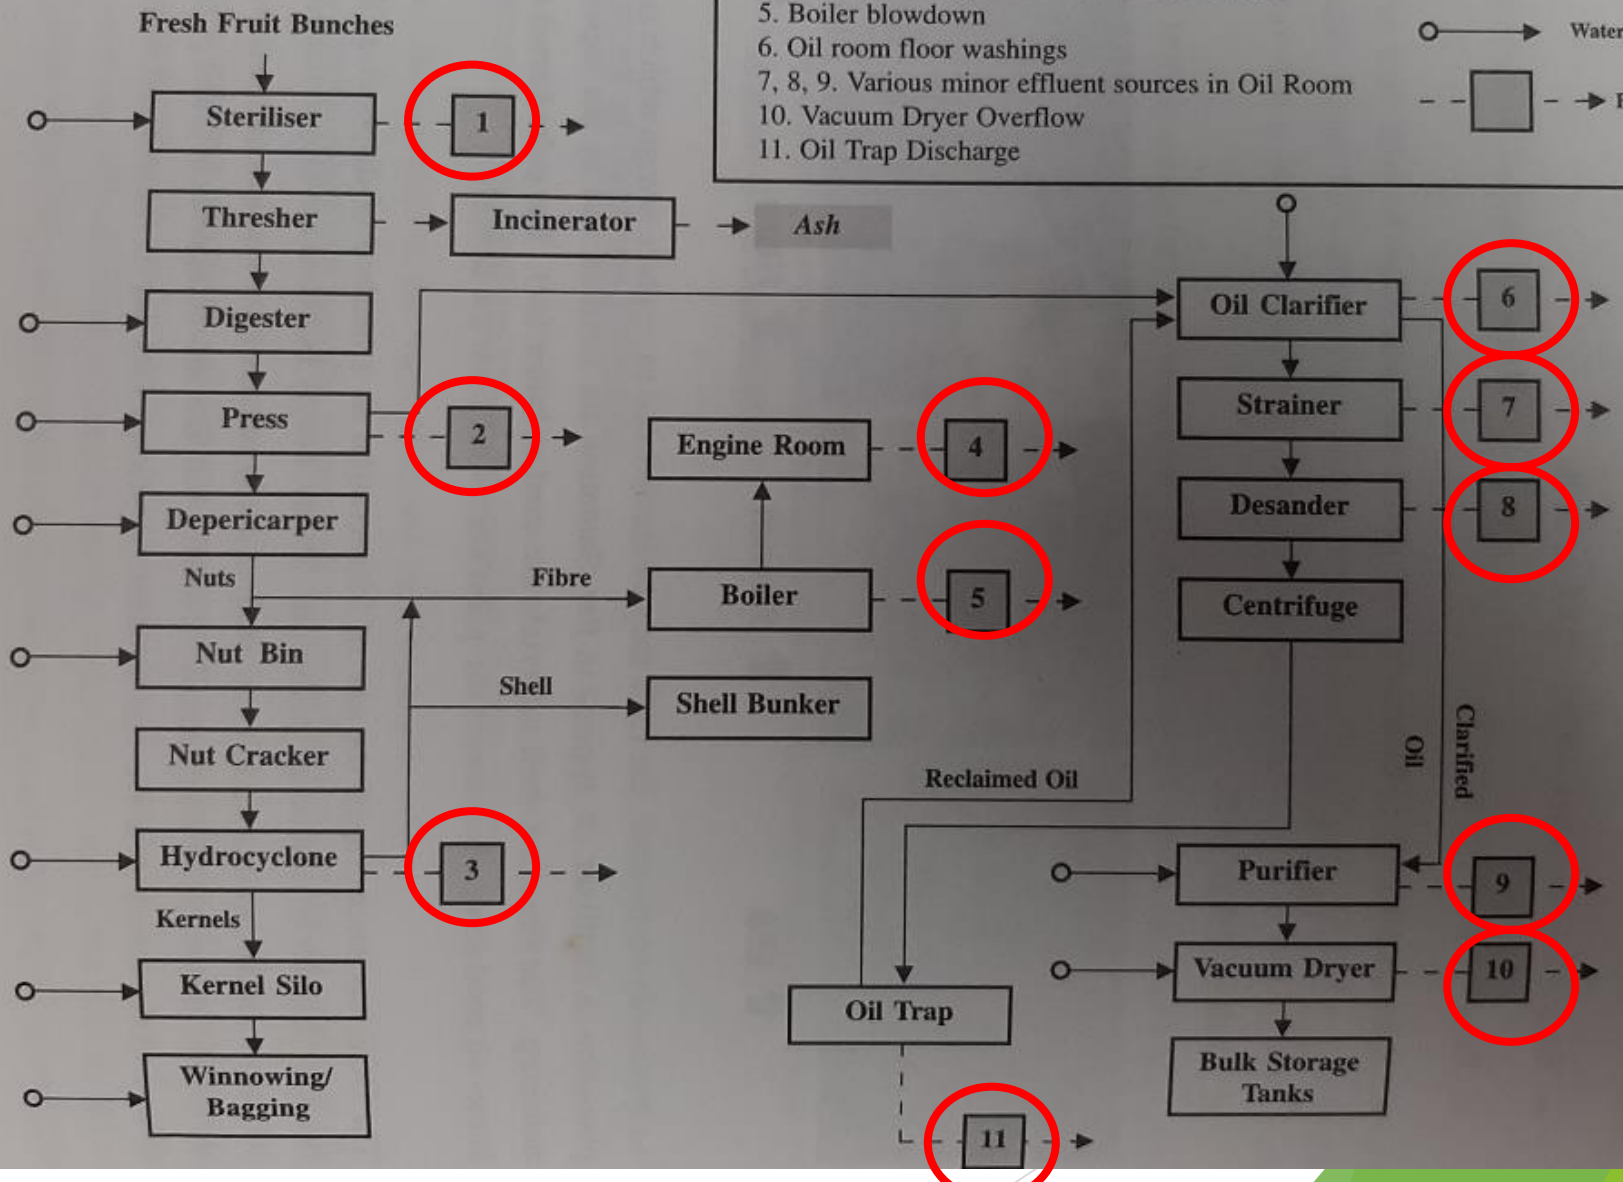 Fresh Fruit Bunches
5. Boiler blowdown
6. Oil room floor washings
7, 8, 9. Various minor effluent sources in Oil Room
10. Vacuum Dryer Overflow
11. Oil Trap Discharge
Water
Steriliser
1
Thresher
Incinerator
Ash
Digester
Press
2
Depericarper
Nuts
Fibre
Nut Bin
Shell
Nut Cracker
Hydrocyclone
3
Kernels
Kernel Silo
Winnowing/
Bagging
Engine Room
4
Boiler
5
Shell Bunker
Reclaimed Oil
Oil Trap
11
Oil Clarifier
6
Strainer
7
Desander
8
Centrifuge
Clarified
Oil
Purifier
9
Vacuum Dryer
10
Bulk Storage
Tanks